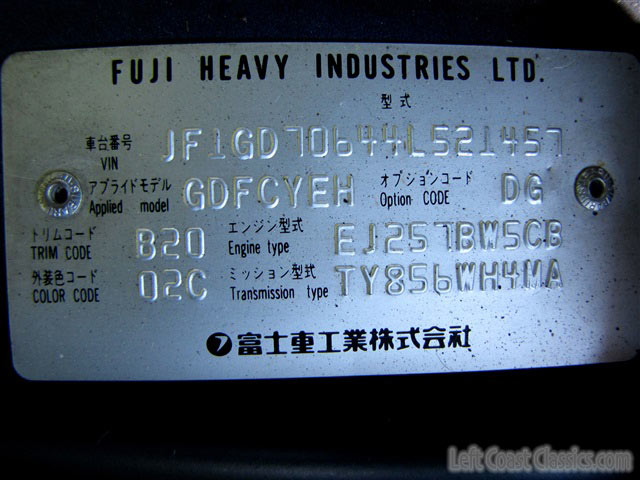 FUJI HEAVY INDUSTRIES LTD.
型式
車台番号 VIN JF1GD70644L521457
アプライドモデル Applied model GDFCYEH オプションコード Option CODE DG
トリムコード TRIM CODE B20 エンジン型式 Engine type EJ257BW5CB
外装色コード COLOR CODE 02C ミッション型式 Transmission type TY856WH4MA
富士重工業株式会社
Left Coast Classics.com